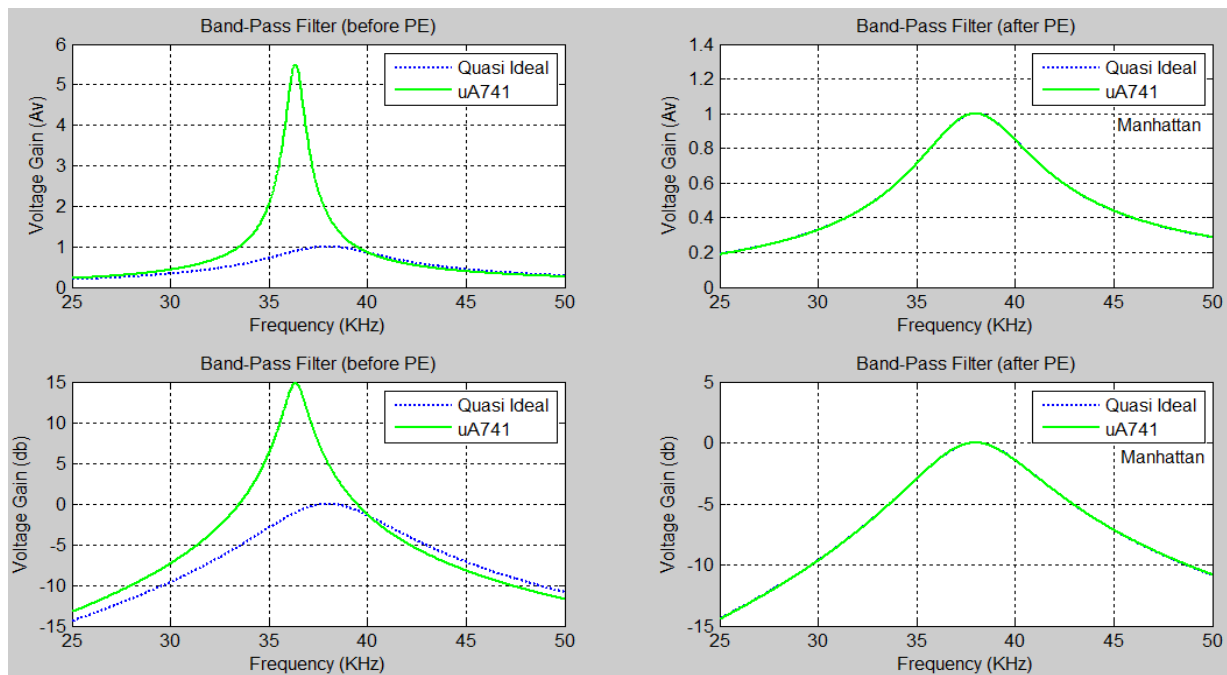 Band-Pass Filter (before PE)
Voltage Gain (Av)
6
5
4
3
2
1
0
Quasi Ideal
uA741
25 30 35 40 45 50
Frequency (KHz)
Band-Pass Filter (after PE)
Voltage Gain (Av)
1.4
1.2
1
0.8
0.6
0.4
0.2
0
Quasi Ideal
uA741
Manhattan
25 30 35 40 45 50
Frequency (KHz)
Band-Pass Filter (before PE)
Voltage Gain (db)
15
10
5
0
-5
-10
-15
Quasi Ideal
uA741
25 30 35 40 45 50
Frequency (KHz)
Band-Pass Filter (after PE)
Voltage Gain (db)
5
0
-5
-10
-15
Quasi Ideal
uA741
Manhattan
25 30 35 40 45 50
Frequency (KHz)